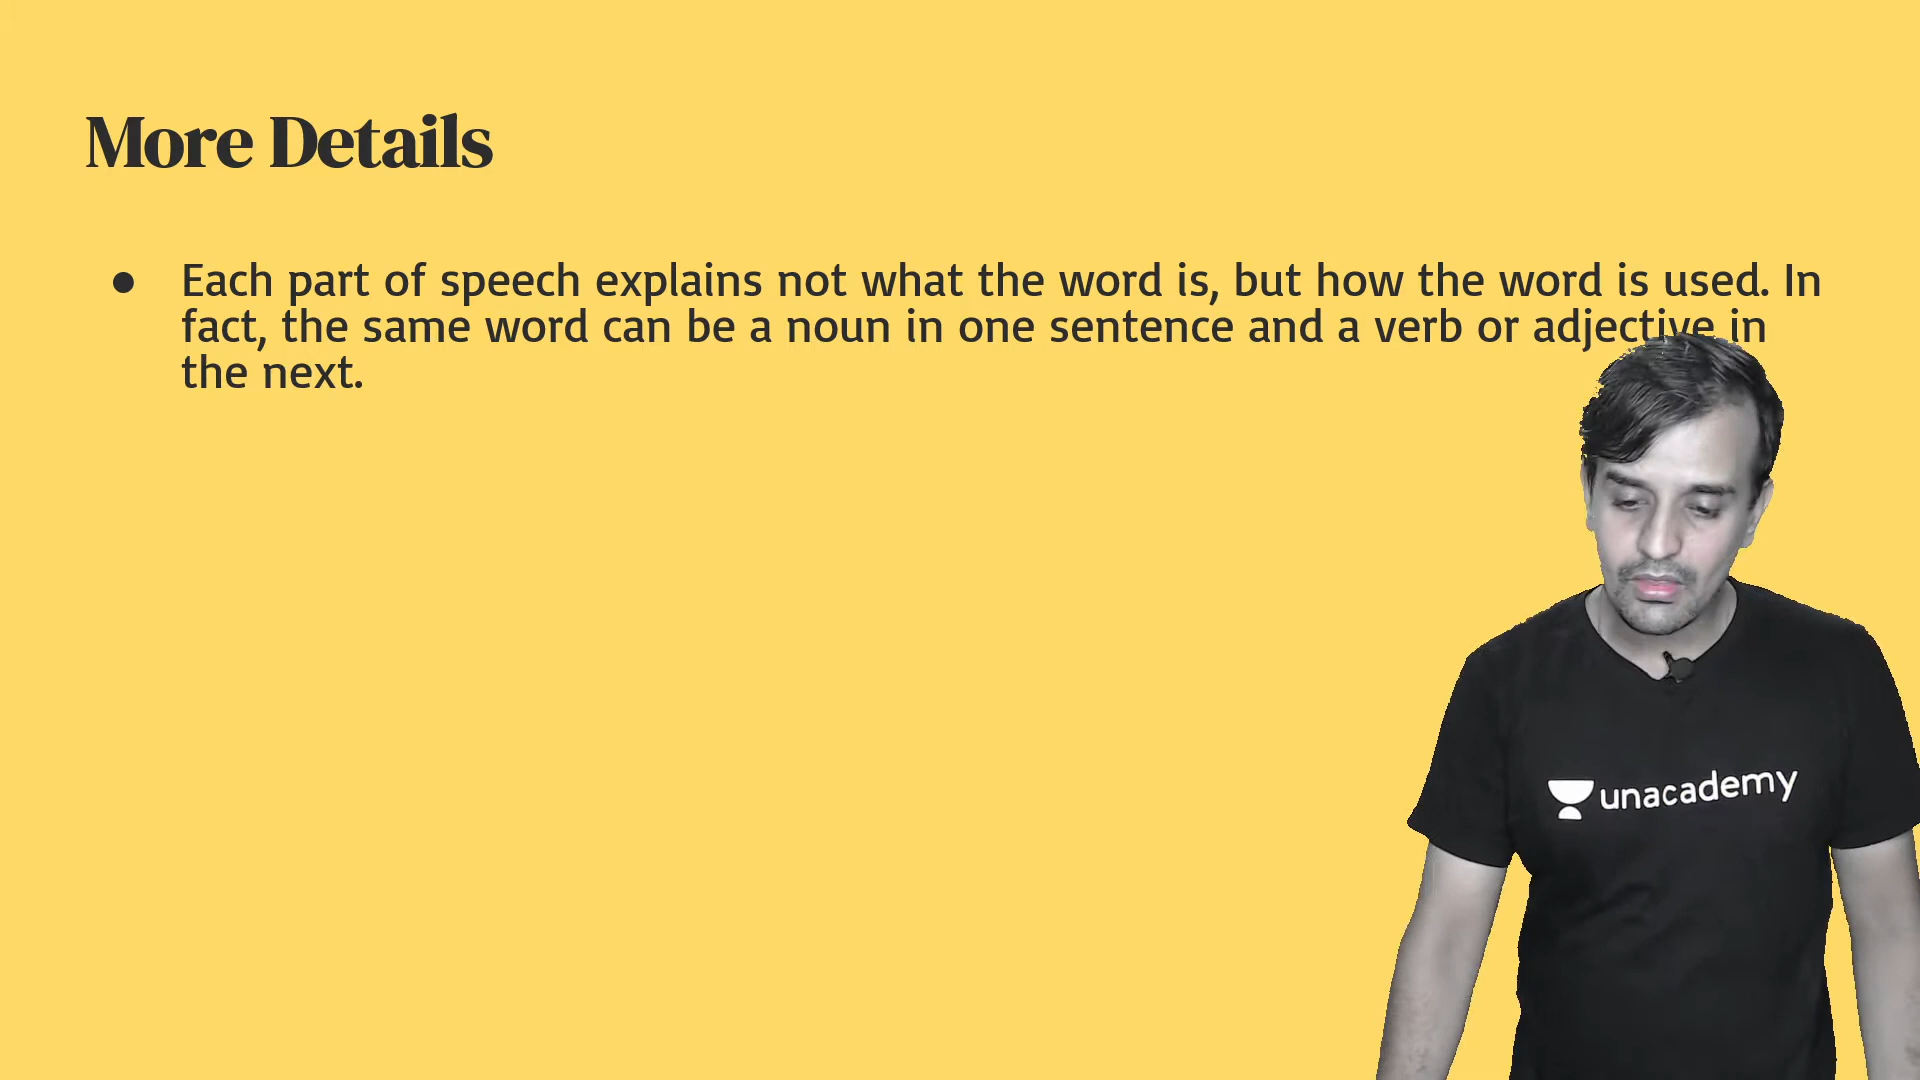 More Details
● Each part of speech explains not what the word is, but how the word is used. In
fact, the same word can be a noun in one sentence and a verb or adjective in
the next.
unacademy